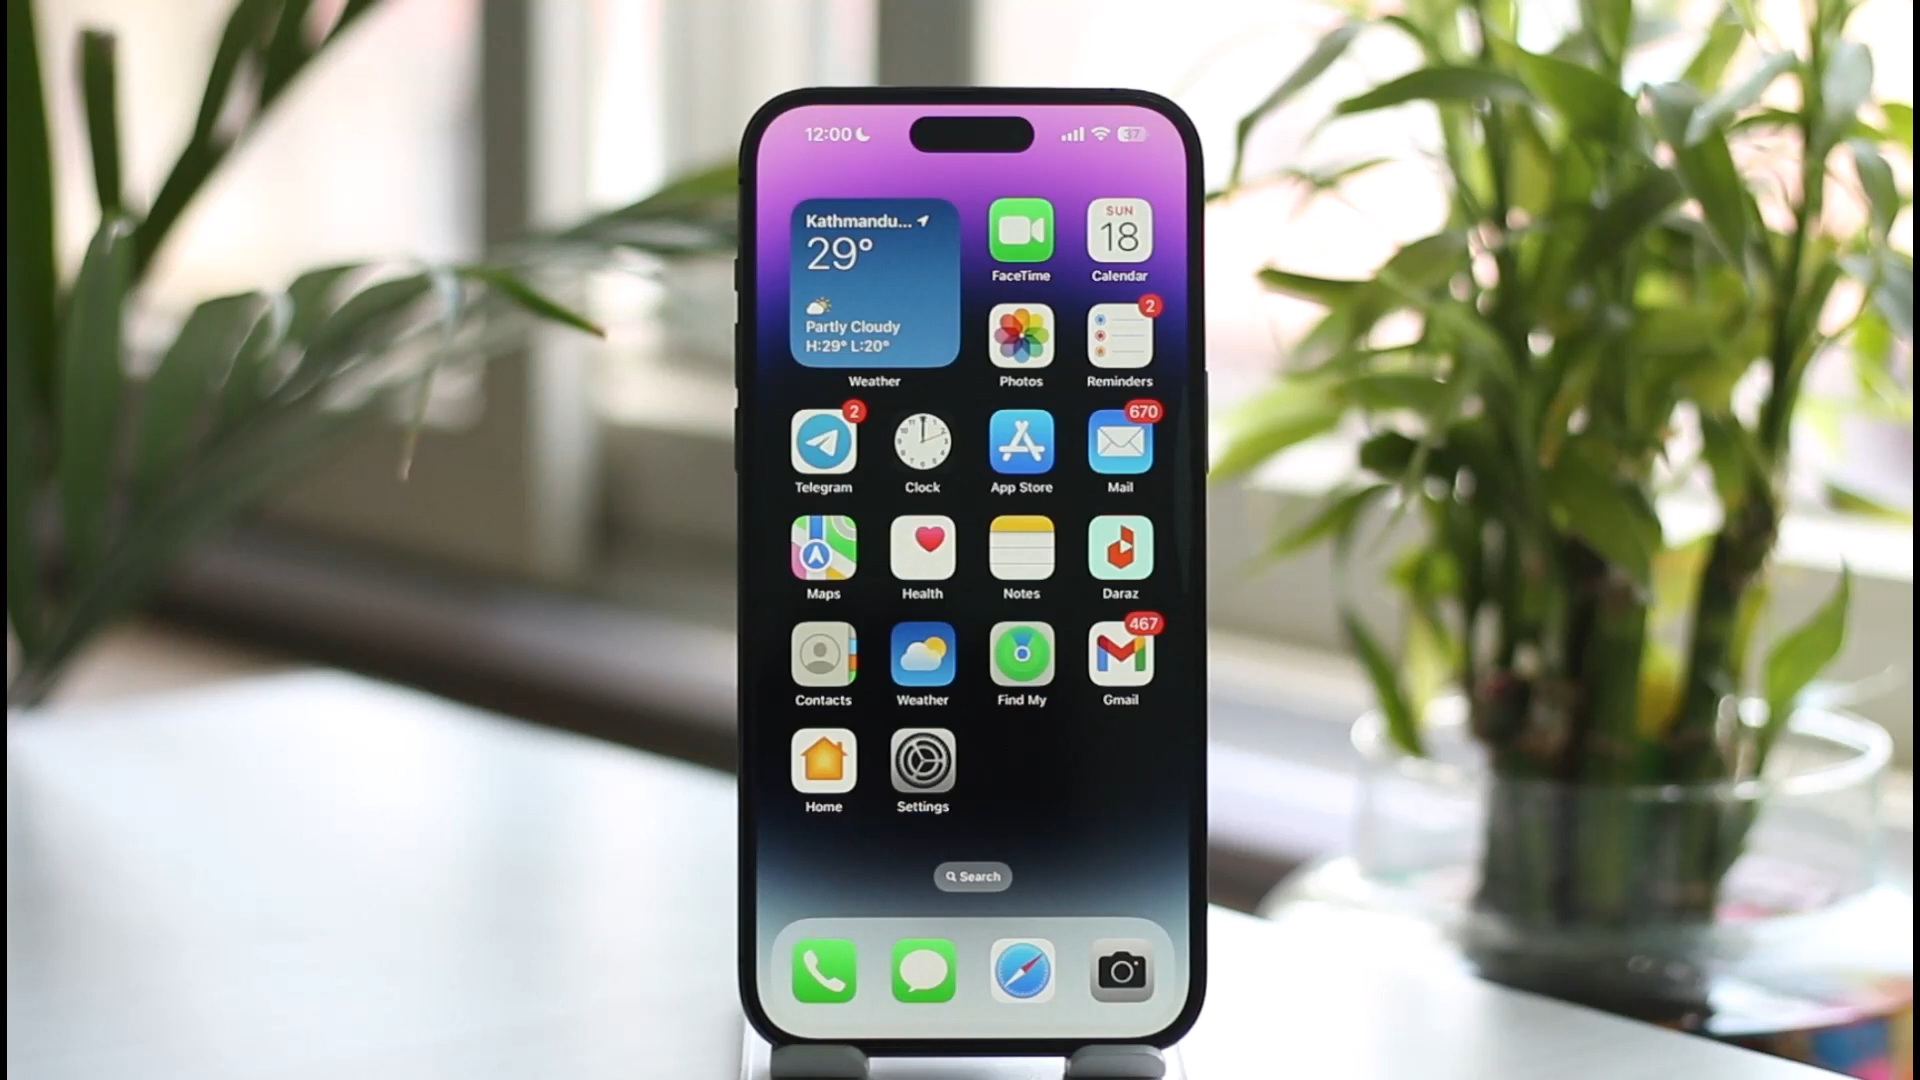 12:00
37
Kathmandu...
29°
Partly Cloudy
H:29° L:20°
Weather
FaceTime
SUN
18
Calendar
Photos
2
Reminders
2
Telegram
Clock
App Store
670
Mail
Maps
Health
Notes
Daraz
Contacts
Weather
Find My
467
Gmail
Home
Settings
Search